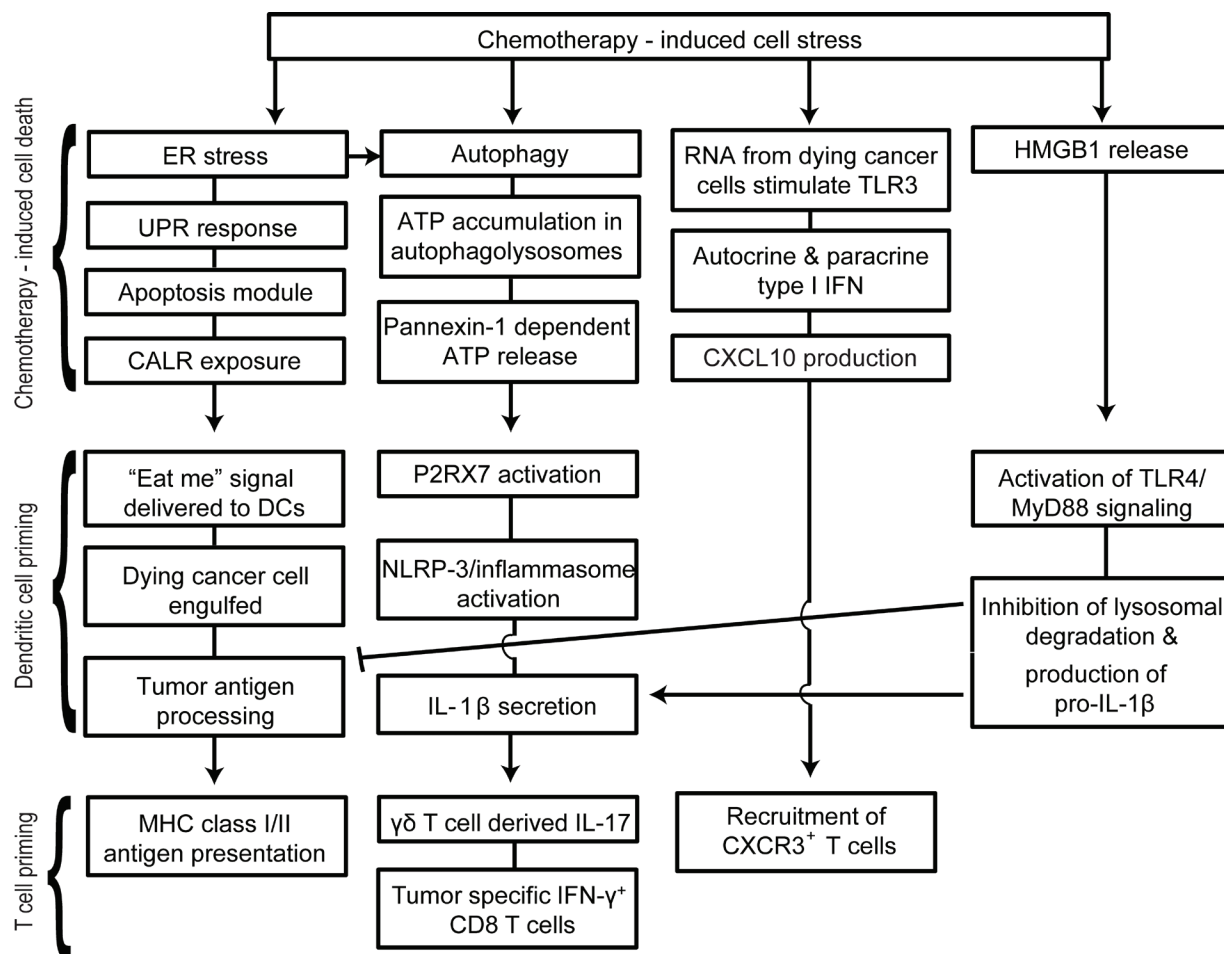 Chemotherapy - induced cell stress
Chemotherapy - induced cell death
ER stress
UPR response
Apoptosis module
CALR exposure
Autophagy
ATP accumulation in
autophagolysosomes
Pannexin-1 dependent
ATP release
RNA from dying cancer
cells stimulate TLR3
Autocrine & paracrine
type I IFN
CXCL10 production
HMGB1 release
Dendritic cell priming
“Eat me” signal
delivered to DCs
Dying cancer cell
engulfed
Tumor antigen
processing
P2RX7 activation
NLRP-3/inflammasome
activation
IL-1β secretion
Activation of TLR4/
MyD88 signaling
Inhibition of lysosomal
degradation &
production of
pro-IL-1β
T cell priming
MHC class I/II
antigen presentation
γδ T cell derived IL-17
Tumor specific IFN-γ⁺
CD8 T cells
Recruitment of
CXCR3⁺ T cells